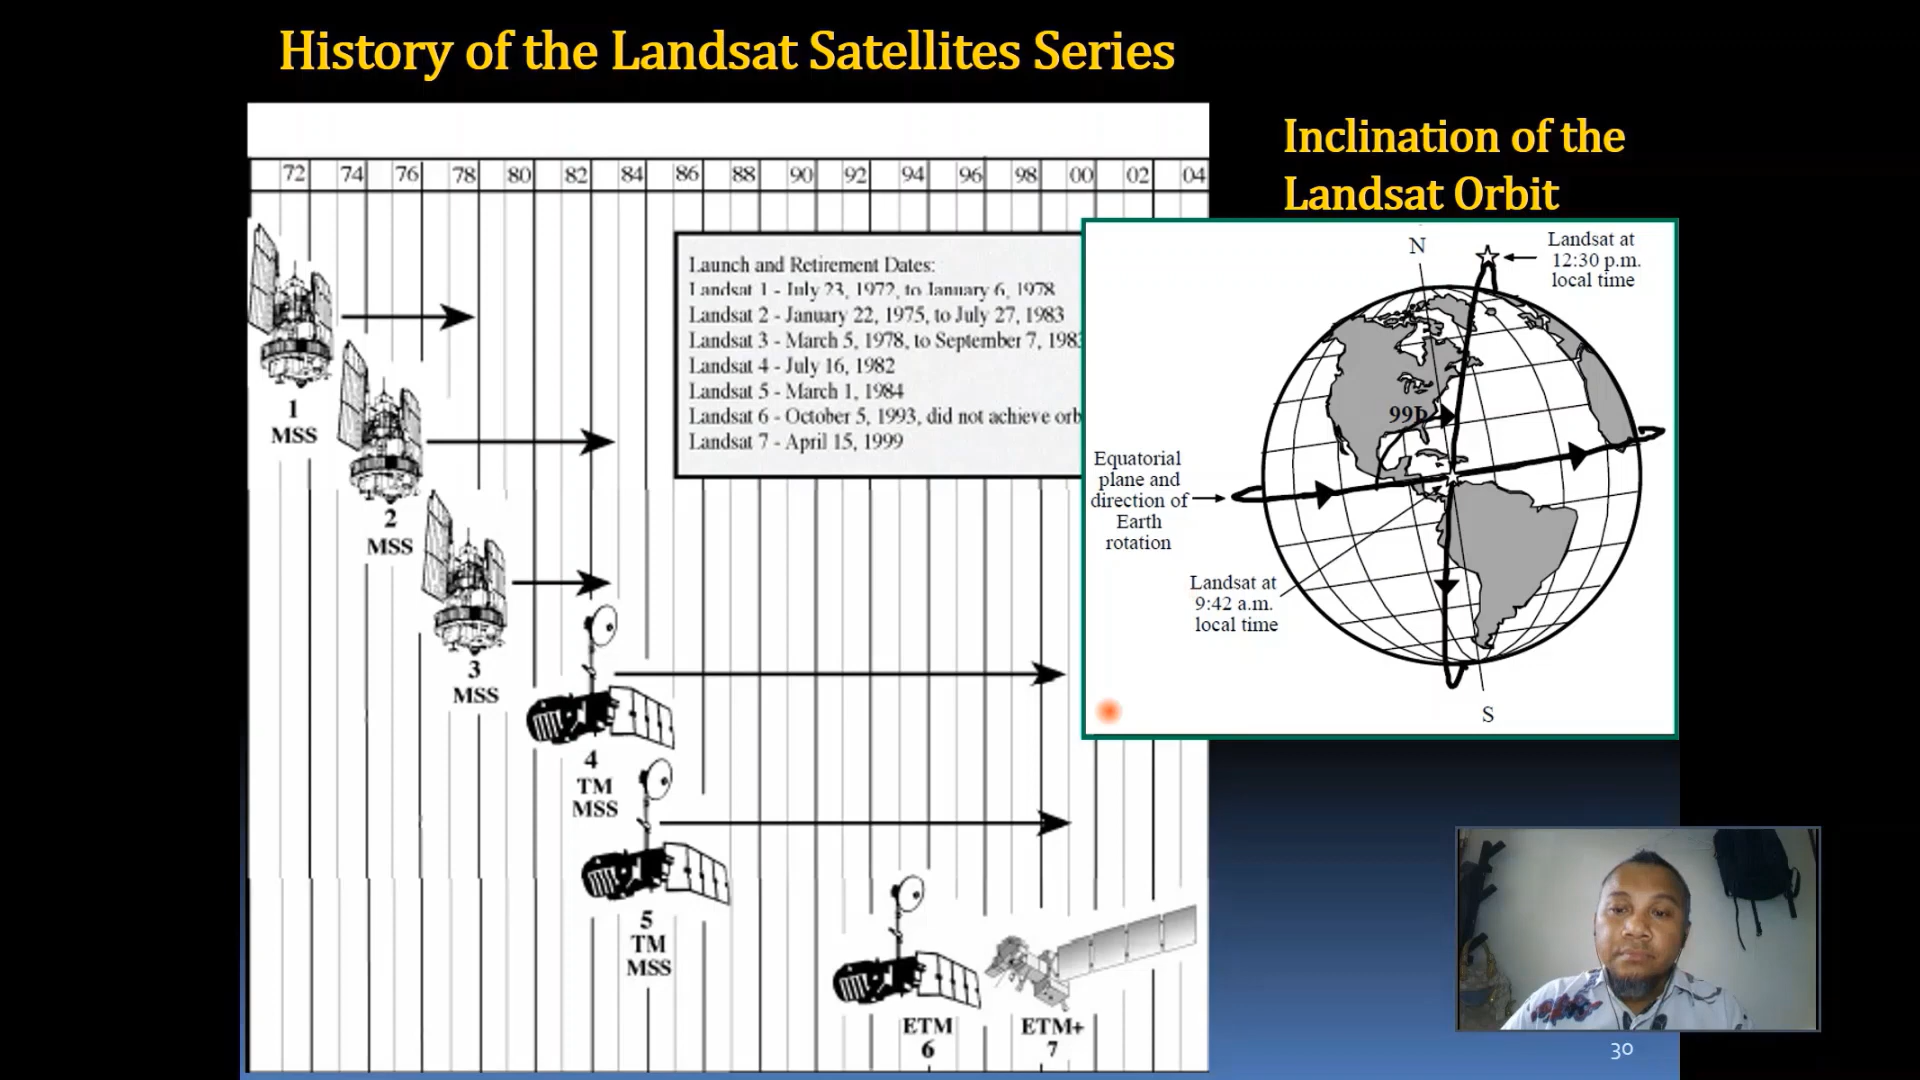 History of the Landsat Satellites Series
Inclination of the
Landsat Orbit
72 74 76 78 80 82 84 86 88 90 92 94 96 98 00 02 04
Launch and Retirement Dates:
Landsat 1 - July 23, 1972, to January 6, 1978
Landsat 2 - January 22, 1975, to July 27, 1983
Landsat 3 - March 5, 1978, to September 7, 198
Landsat 4 - July 16, 1982
Landsat 5 - March 1, 1984
Landsat 6 - October 5, 1993, did not achieve orb
Landsat 7 - April 15, 1999
1
MSS
2
MSS
3
MSS
4
TM
MSS
5
TM
MSS
ETM
6
ETM+
7
N
Landsat at
12:30 p.m.
local time
99Þ
Equatorial
plane and
direction of
Earth
rotation
Landsat at
9:42 a.m.
local time
S
30